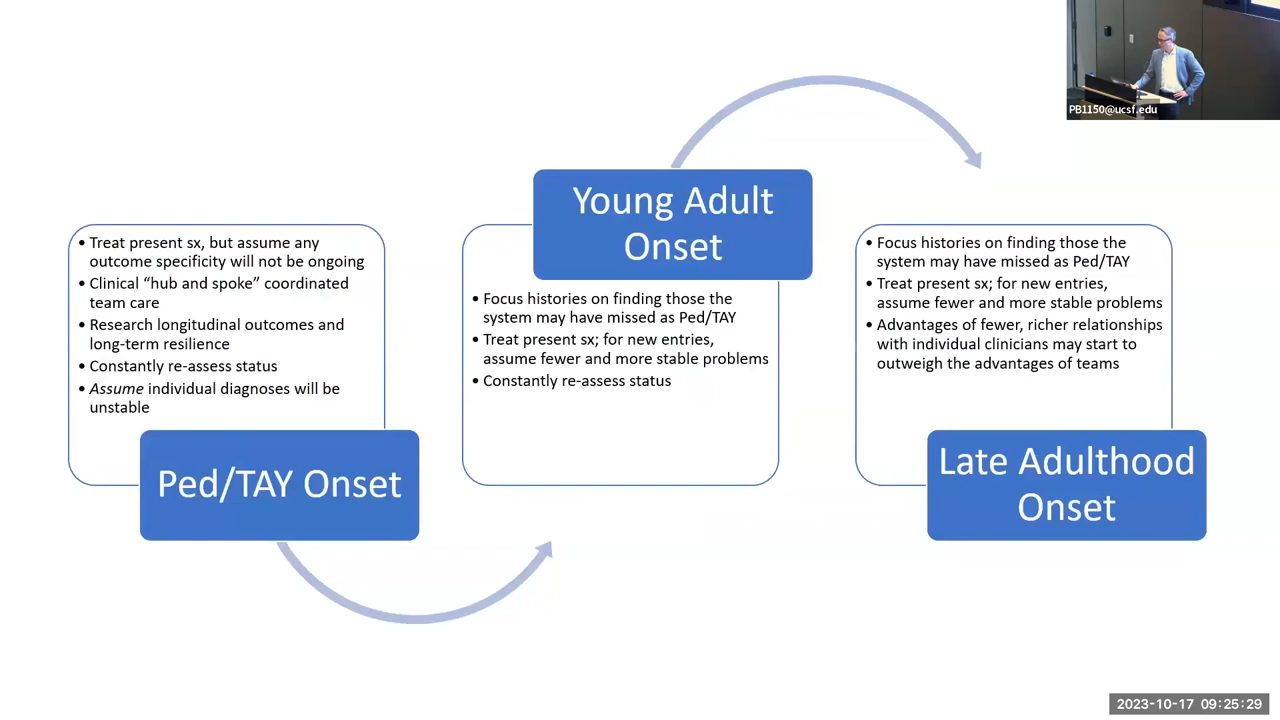 PB1150@ucsf.edu
Young Adult
Onset
• Treat present sx, but assume any
outcome specificity will not be ongoing
• Clinical “hub and spoke” coordinated
team care
• Research longitudinal outcomes and
long-term resilience
• Constantly re-assess status
• Assume individual diagnoses will be
unstable
Ped/TAY Onset
• Focus histories on finding those the
system may have missed as Ped/TAY
• Treat present sx; for new entries,
assume fewer and more stable problems
• Constantly re-assess status
• Focus histories on finding those the
system may have missed as Ped/TAY
• Treat present sx; for new entries,
assume fewer and more stable problems
• Advantages of fewer, richer relationships
with individual clinicians may start to
outweigh the advantages of teams
Late Adulthood
Onset
2023-10-17 09:25:29